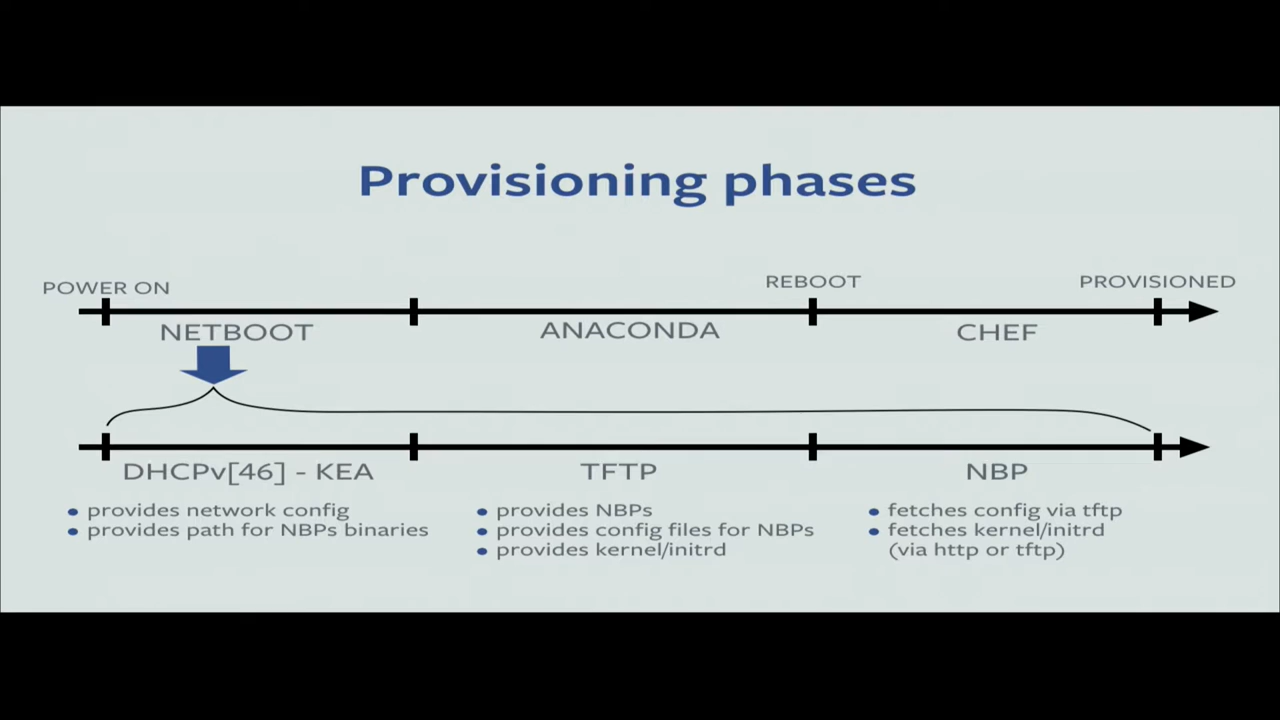 Provisioning phases
POWER ON
REBOOT
PROVISIONED
NETBOOT
ANACONDA
CHEF
DHCPv[46] - KEA
TFTP
NBP
• provides network config
• provides path for NBPs binaries
• provides NBPs
• provides config files for NBPs
• provides kernel/initrd
• fetches config via tftp
• fetches kernel/initrd
(via http or tftp)